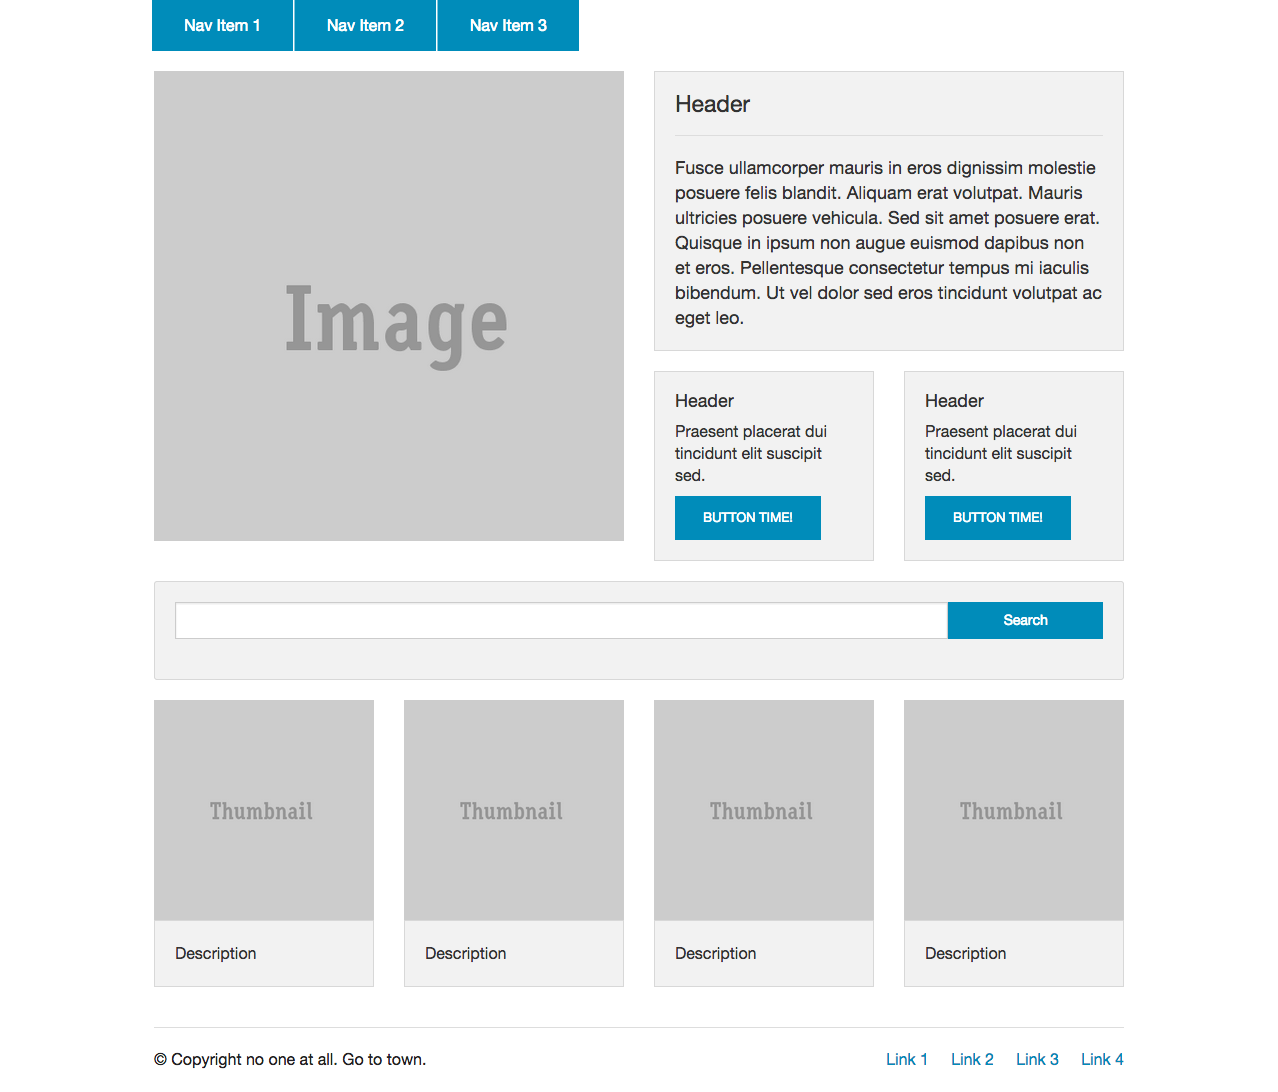 Nav Item 1 Nav Item 2 Nav Item 3
Image
Header
Fusce ullamcorper mauris in eros dignissim molestie
posuere felis blandit. Aliquam erat volutpat. Mauris
ultricies posuere vehicula. Sed sit amet posuere erat.
Quisque in ipsum non augue euismod dapibus non
et eros. Pellentesque consectetur tempus mi iaculis
bibendum. Ut vel dolor sed eros tincidunt volutpat ac
eget leo.
Header
Praesent placerat dui
tincidunt elit suscipit
sed.
BUTTON TIME!
Header
Praesent placerat dui
tincidunt elit suscipit
sed.
BUTTON TIME!
Search
Thumbnail Thumbnail Thumbnail Thumbnail
Description Description Description Description
© Copyright no one at all. Go to town. Link 1 Link 2 Link 3 Link 4